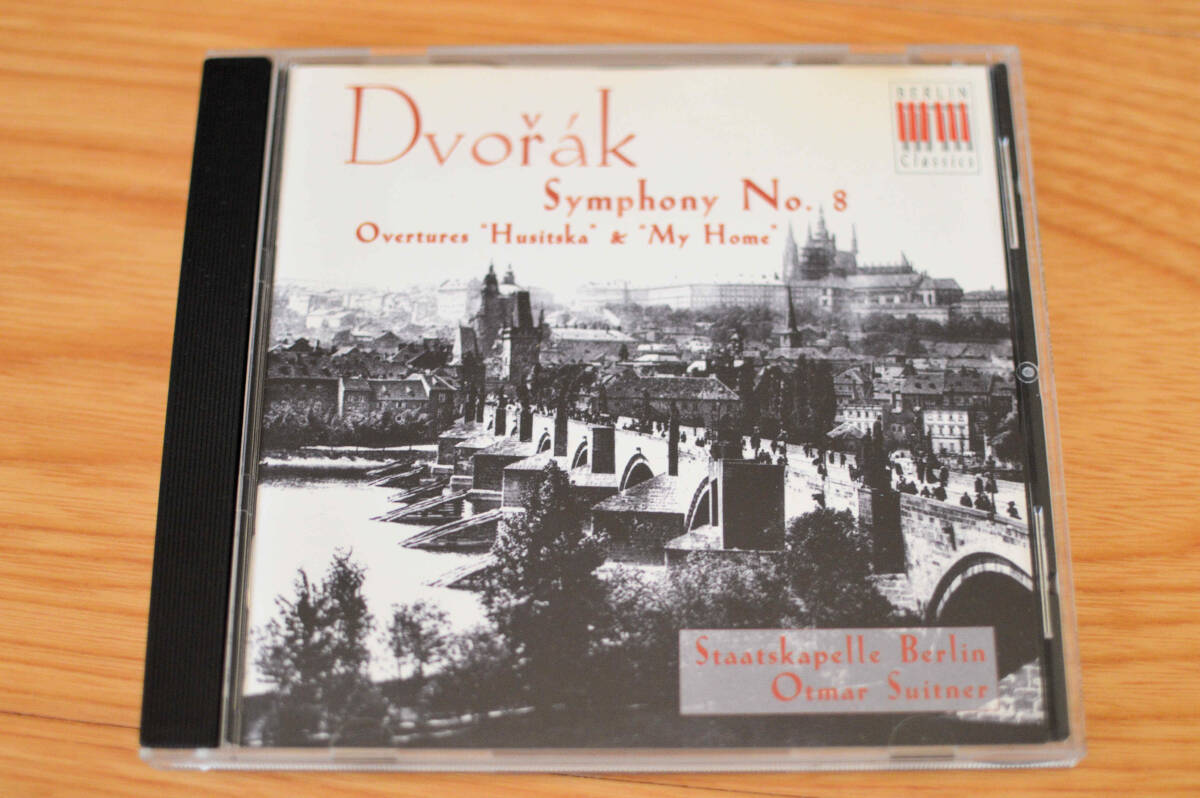 Dvořák
BERLIN
Classics
Symphony No. 8
Overtures "Husitska" & "My Home"
Staatskapelle Berlin
Otmar Suitner